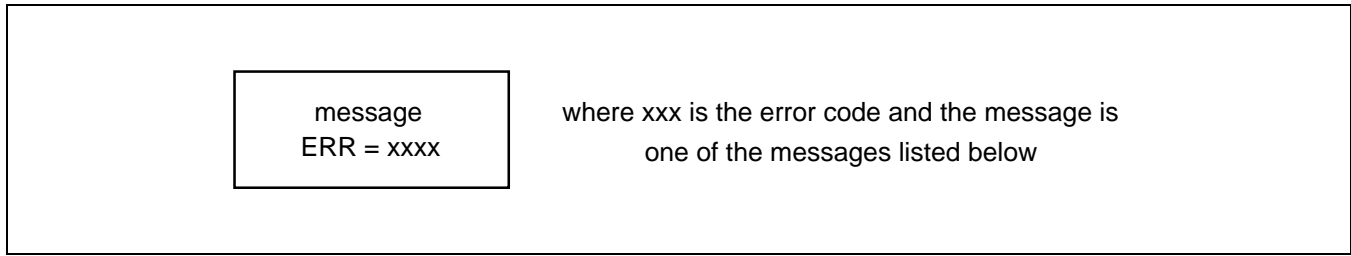 message
ERR = xxxx
where xxx is the error code and the message is
one of the messages listed below